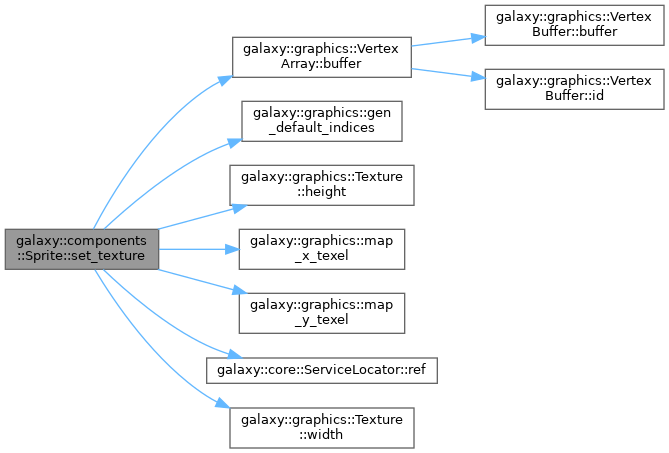 galaxy::components
::Sprite::set_texture
galaxy::graphics::Vertex
Array::buffer
galaxy::graphics::Vertex
Buffer::buffer
galaxy::graphics::Vertex
Buffer::id
galaxy::graphics::gen
_default_indices
galaxy::graphics::Texture
::height
galaxy::graphics::map
_x_texel
galaxy::graphics::map
_y_texel
galaxy::core::ServiceLocator::ref
galaxy::graphics::Texture
::width